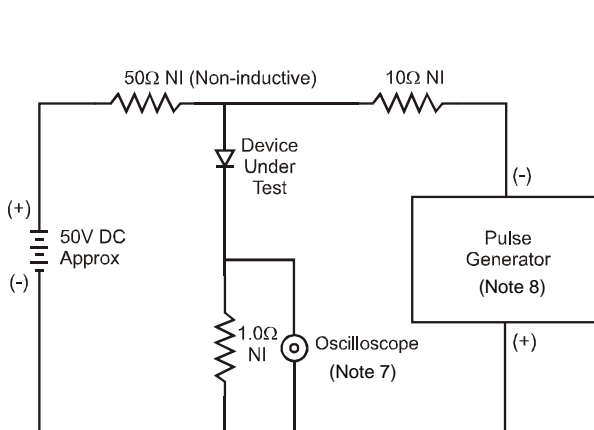 50Ω NI (Non-inductive)
10Ω NI
Device
Under
Test
(-)
(+)
50V DC
Approx
(-)
Pulse
Generator
(Note 8)
1.0Ω
NI
Oscilloscope
(Note 7)
(+)